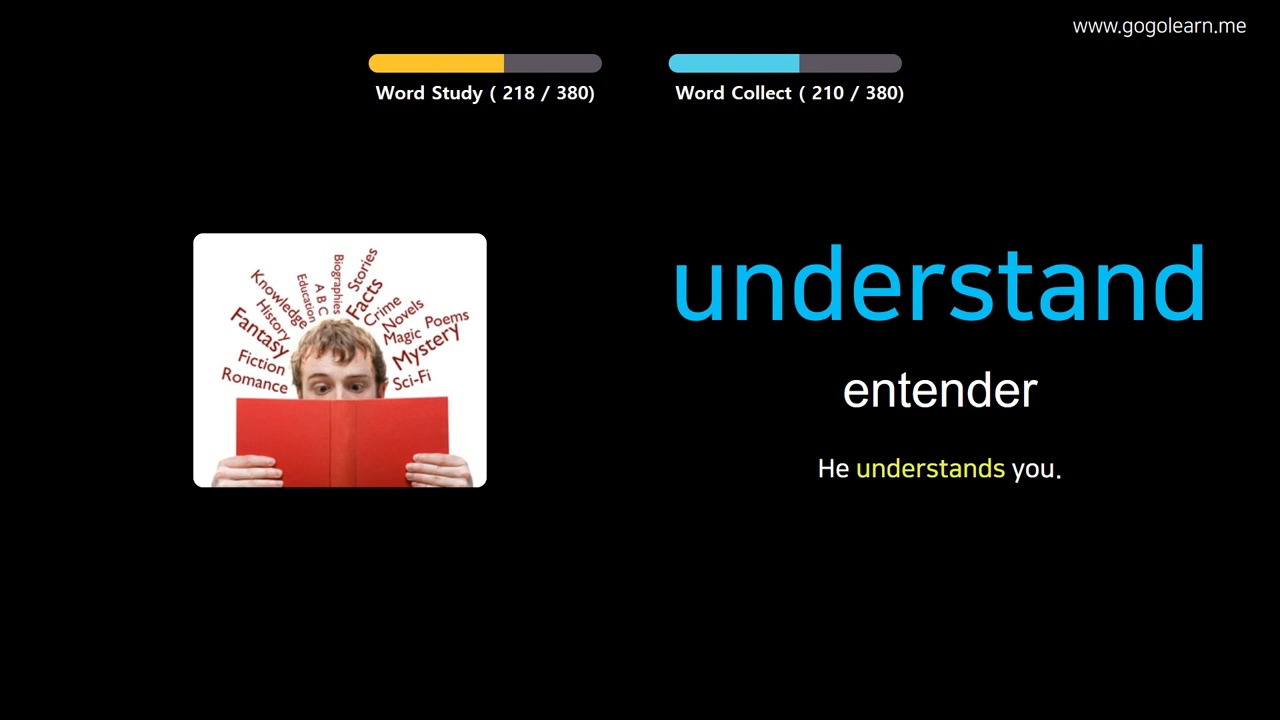 www.gogolearn.me
Word Study ( 218 / 380)
Word Collect ( 210 / 380)
Knowledge
History
Fantasy
Fiction
Romance
Education
A B C
Biographies
Stories
Facts
Crime
Novels
Magic
Poems
Mystery
Sci-Fi
understand
entender
He understands you.